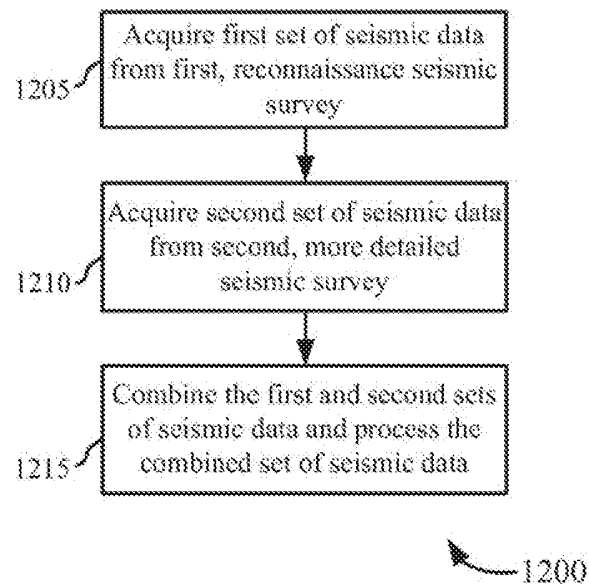 Acquire first set of seismic data
from first, reconnaissance seismic
survey
1205
Acquire second set of seismic data
from second, more detailed
seismic survey
1210
Combine the first and second sets
of seismic data and process the
combined set of seismic data
1215
1200